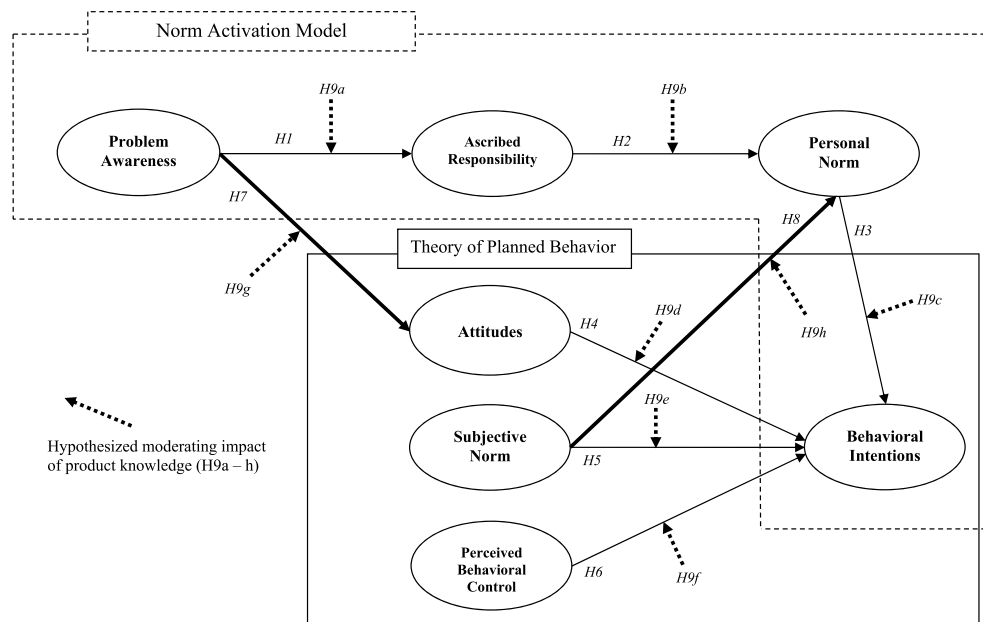 Norm Activation Model
H9a
H9b
Problem
Awareness
H1
Ascribed
Responsibility
H2
Personal
Norm
H7
H8
H3
Theory of Planned Behavior
H9g
H9c
H9h
Attitudes
H4
H9d
H9e
Subjective
Norm
H5
Behavioral
Intentions
Hypothesized moderating impact
of product knowledge (H9a – h)
Perceived
Behavioral
Control
H6
H9f